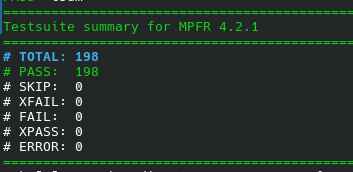 ============================================
Testsuite summary for MPFR 4.2.1
============================================
# TOTAL: 198
# PASS:  198
# SKIP:  0
# XFAIL: 0
# FAIL:  0
# XPASS: 0
# ERROR: 0
============================================